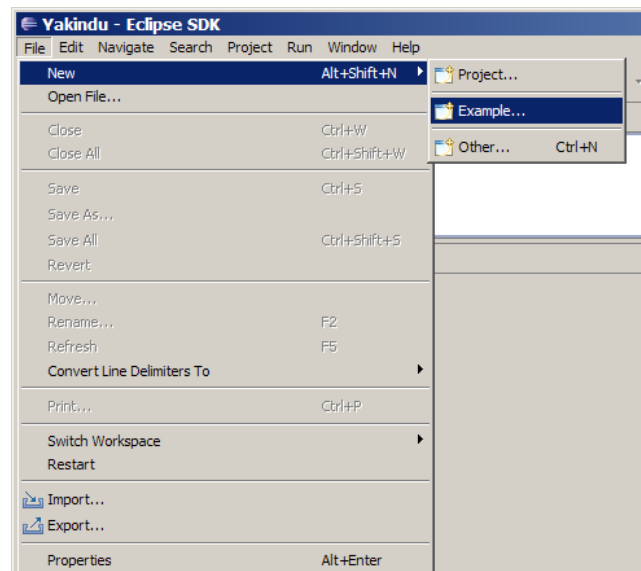 Yakindu - Eclipse SDK
File Edit Navigate Search Project Run Window Help
New Alt+Shift+N
Project...
Open File...
Example...
Close Ctrl+W
Close All Ctrl+Shift+W
Other... Ctrl+N
Save Ctrl+S
Save As...
Save All Ctrl+Shift+S
Revert
Move...
Rename... F2
Refresh F5
Convert Line Delimiters To
Print... Ctrl+P
Switch Workspace
Restart
Import...
Export...
Properties Alt+Enter